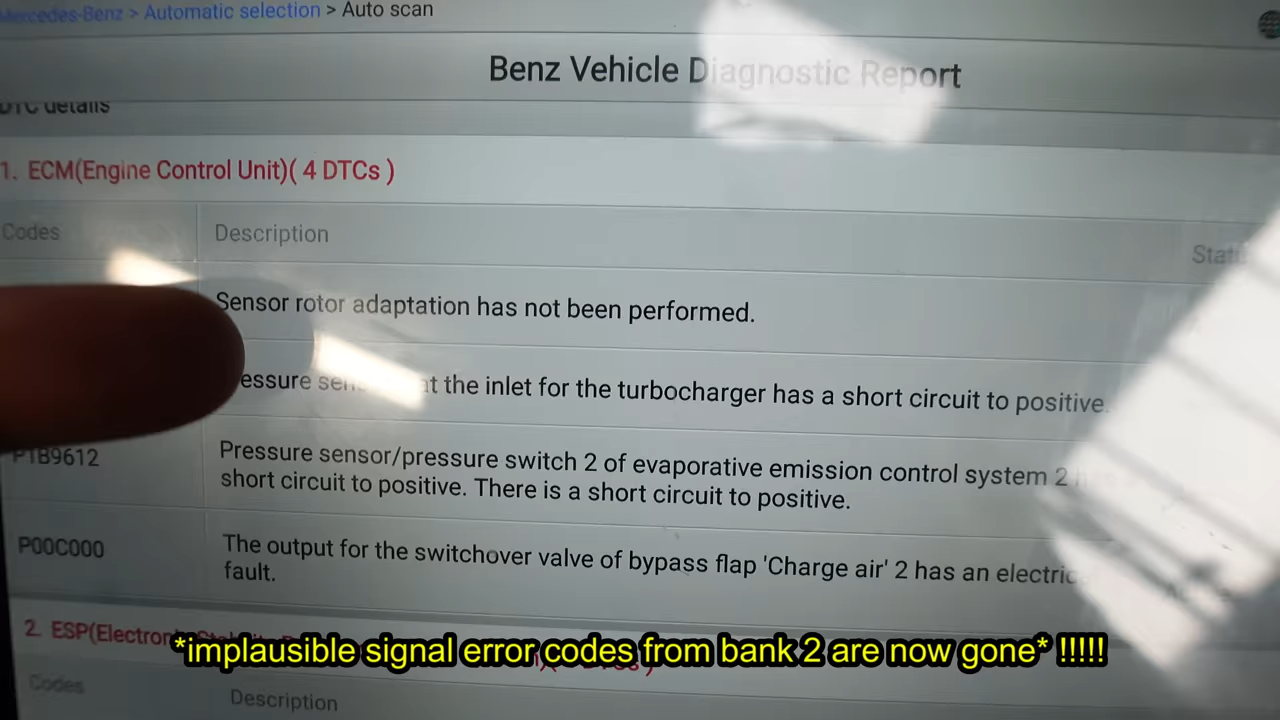 Mercedes-Benz > Automatic selection > Auto scan
Benz Vehicle Diagnostic Report
DTC details
1. ECM(Engine Control Unit)( 4 DTCs )
Codes Description
Sensor rotor adaptation has not been performed.
at the inlet for the turbocharger has a short circuit to positive.
P1B9612 Pressure sensor/pressure switch 2 of evaporative emission control system 2
short circuit to positive. There is a short circuit to positive.
P00C000 The output for the switchover valve of bypass flap 'Charge air' 2 has an
fault.
2. ESP(
*implausible signal error codes from bank 2 are now gone* !!!!!
Codes Description